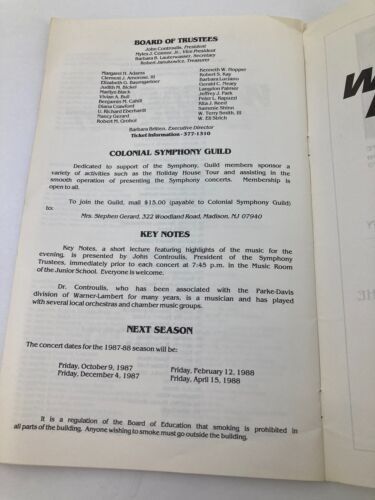 BOARD OF TRUSTEES
John Controulis, President
Myles J. Connor, Jr., Vice President
Barbara B. Lauterwasser, Secretary
Robert Janukowicz, Treasurer
Margaret H. Adams
Clement J. Amorose, III
Elizabeth G. Baumgartner
Judith M. Bickel
Marilyn Black
Vivian A. Bull
Benjamin M. Cahill
Diana Crawford
U. Richard Eberhardt
Nancy Gerard
Robert M. Grohol
Kenneth W. Hopper
Robert S. Kay
Barbara Luciano
Gerald C. Meary
Langdon Palmer
Jeffrey J. Park
Peter L. Rapuzzi
Rita J. Reed
Sammie Shinn
W. Terry Smith, III
W. Eli Strich
Barbara Britten, Executive Director
Ticket Information - 377-1310
COLONIAL SYMPHONY GUILD
Dedicated to support of the Symphony, Guild members sponsor a
variety of activities such as the Holiday House Tour and assisting in the
smooth operation of presenting the Symphony concerts. Membership is
open to all.
To join the Guild, mail $15.00 (payable to Colonial Symphony Guild)
to:
Mrs. Stephen Gerard, 322 Woodland Road, Madison, NJ 07940
KEY NOTES
Key Notes, a short lecture featuring highlights of the music for the
evening, is presented by John Controulis, President of the Symphony
Trustees, immediately prior to each concert at 7:45 p.m. in the Music Room
of the Junior School. Everyone is welcome.
Dr. Controulis, who has been associated with the Parke-Davis
division of Warner-Lambert for many years, is a musician and has played
with several local orchestras and chamber music groups.
NEXT SEASON
The concert dates for the 1987-88 season will be:
Friday, October 9, 1987
Friday, December 4, 1987
Friday, February 12, 1988
Friday, April 15, 1988
It is a regulation of the Board of Education that smoking is prohibited in
all parts of the building. Anyone wishing to smoke must go outside the building.